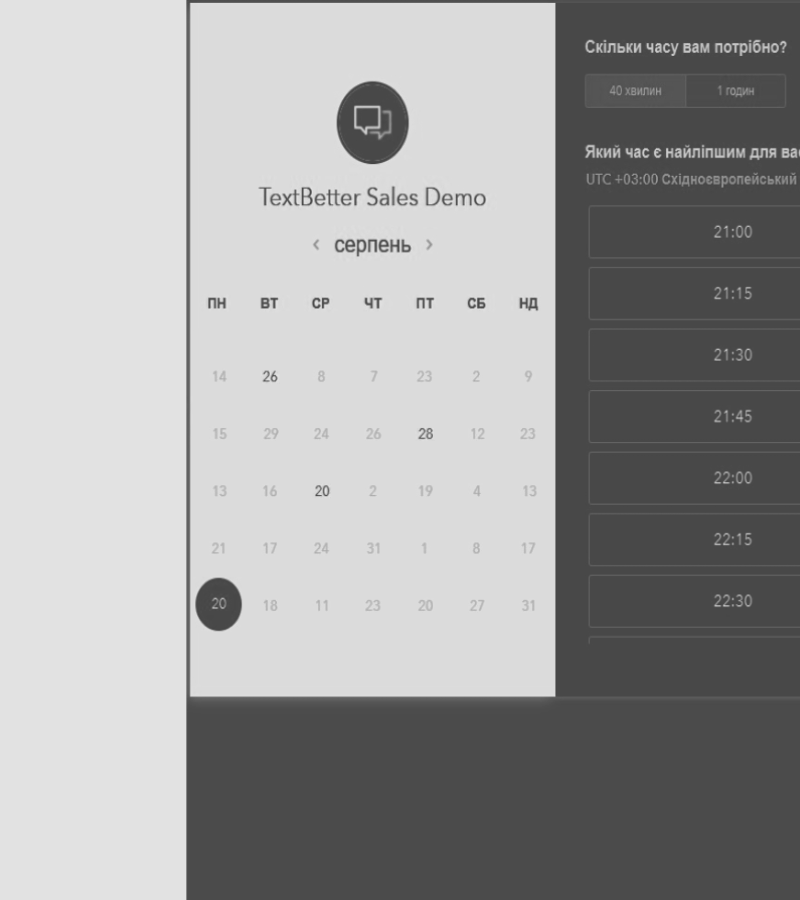 TextBetter Sales Demo
‹ серпень ›
ПН ВТ СР ЧТ ПТ СБ НД
14 26 8 7 23 2 9
15 29 24 26 28 12 23
13 16 20 2 19 4 13
21 17 24 31 1 8 17
20 18 11 23 20 27 31
Скільки часу вам потрібно?
40 хвилин 1 годин
Який час є найліпшим для
UTC +03:00 Східноєвропейський
21:00
21:15
21:30
21:45
22:00
22:15
22:30